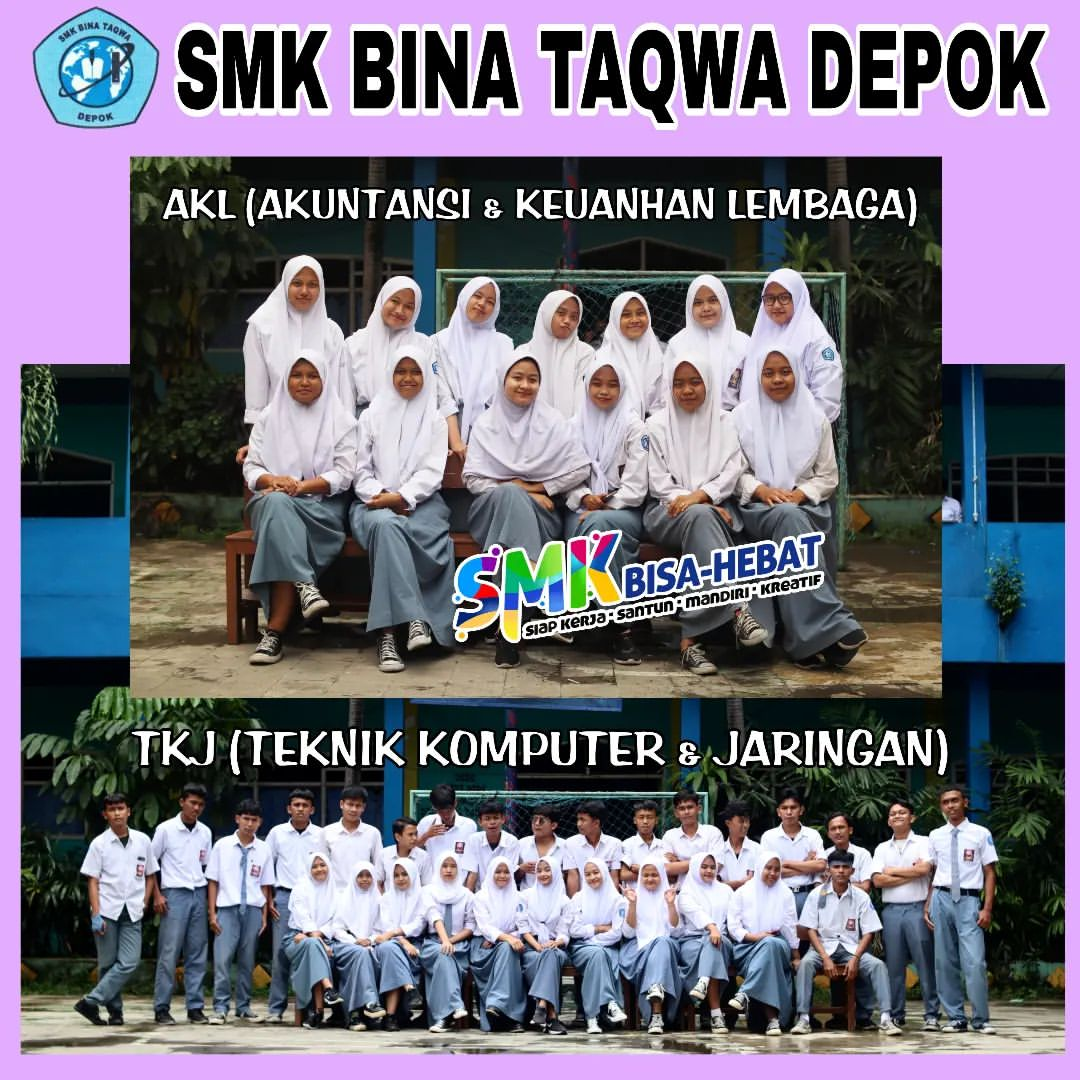 SMK BINA TAQWA
DEPOK
SMK BINA TAQWA DEPOK
AKL (AKUNTANSI & KEUANHAN LEMBAGA)
SMK BISA-HEBAT
SIAP KERJA • SANTUN • MANDIRI • KREATIF
TKJ (TEKNIK KOMPUTER & JARINGAN)